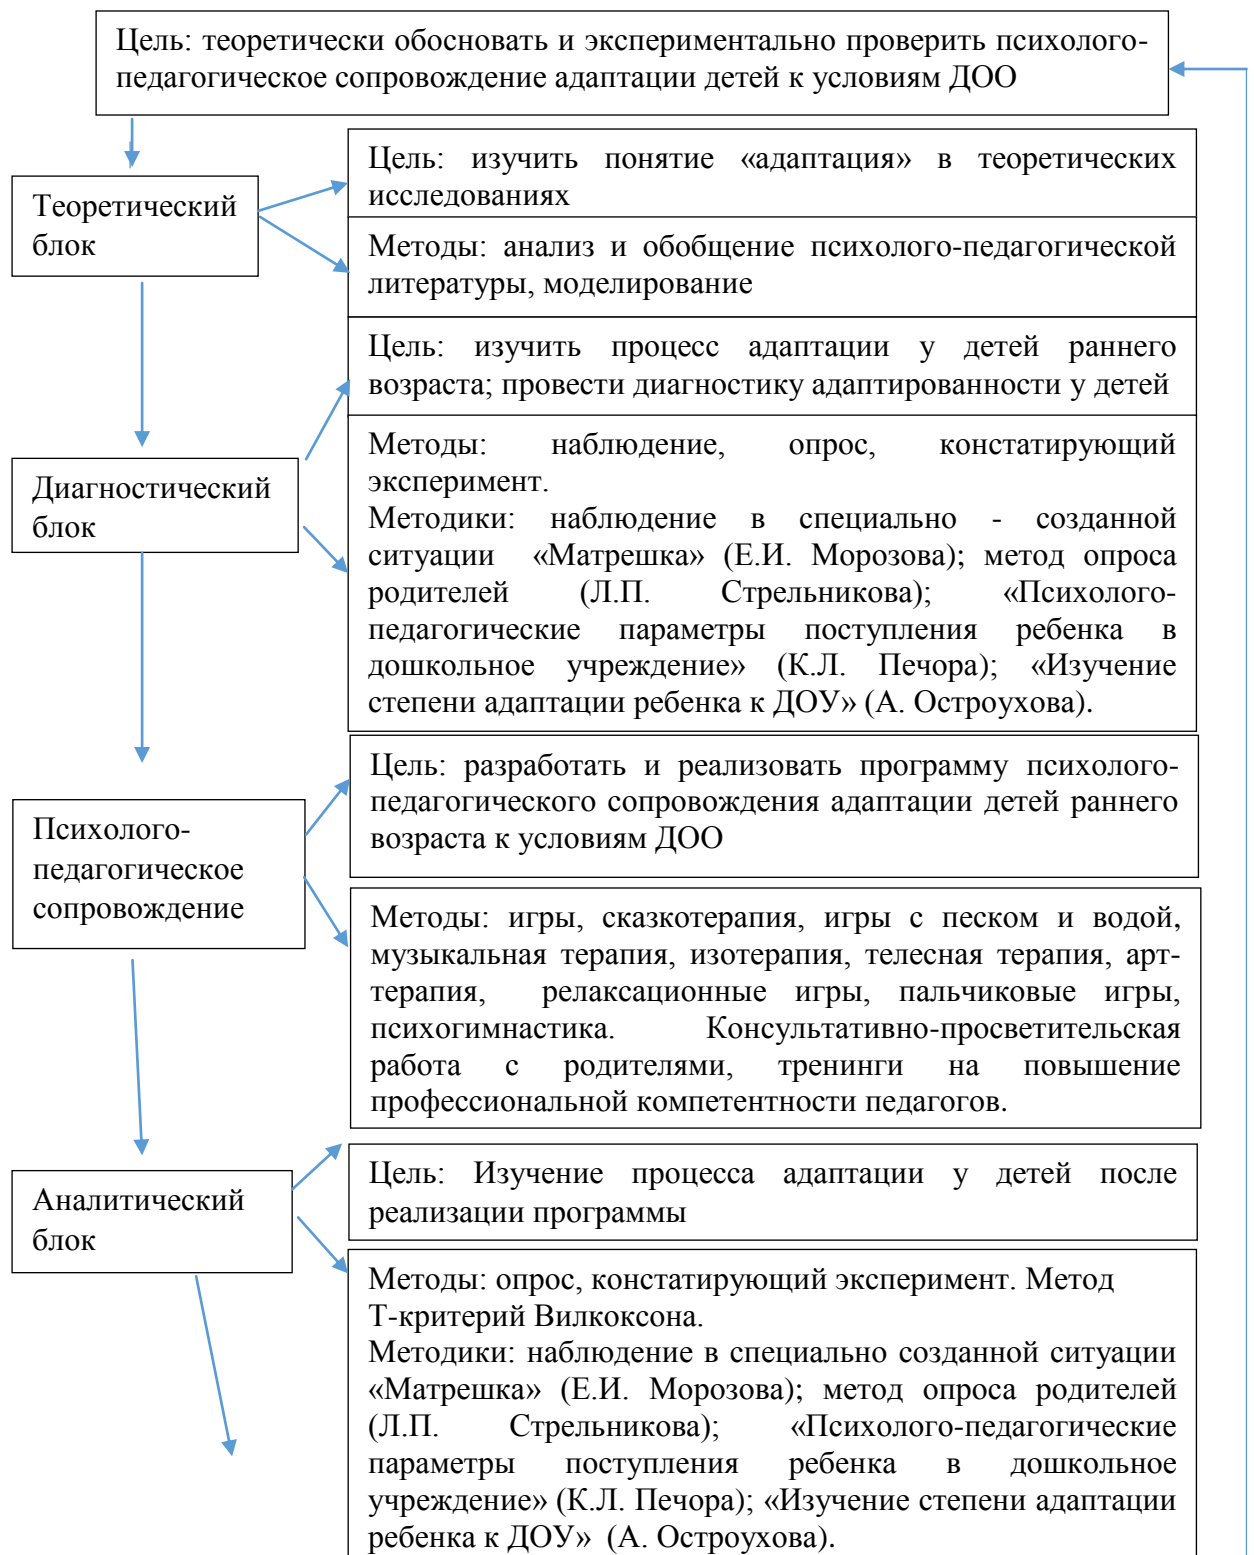 Цель: теоретически обосновать и экспериментально проверить психолого-
педагогическое сопровождение адаптации детей к условиям ДОО
Теоретический
блок
Цель: изучить понятие «адаптация» в теоретических
исследованиях
Методы: анализ и обобщение психолого-педагогической
литературы, моделирование
Диагностический
блок
Цель: изучить процесс адаптации у детей раннего
возраста; провести диагностику адаптированности у детей
Методы: наблюдение, опрос, констатирующий
эксперимент.
Методики: наблюдение в специально - созданной
ситуации «Матрешка» (Е.И. Морозова); метод опроса
родителей (Л.П. Стрельникова); «Психолого-
педагогические параметры поступления ребенка в
дошкольное учреждение» (К.Л. Печора); «Изучение
степени адаптации ребенка к ДОУ» (А. Остроухова).
Психолого-
педагогическое
сопровождение
Цель: разработать и реализовать программу психолого-
педагогического сопровождения адаптации детей раннего
возраста к условиям ДОО
Методы: игры, сказкотерапия, игры с песком и водой,
музыкальная терапия, изотерапия, телесная терапия, арт-
терапия, релаксационные игры, пальчиковые игры,
психогимнастика. Консультативно-просветительская
работа с родителями, тренинги на повышение
профессиональной компетентности педагогов.
Аналитический
блок
Цель: Изучение процесса адаптации у детей после
реализации программы
Методы: опрос, констатирующий эксперимент. Метод
Т-критерий Вилкоксона.
Методики: наблюдение в специально созданной ситуации
«Матрешка» (Е.И. Морозова); метод опроса родителей
(Л.П. Стрельникова); «Психолого-педагогические
параметры поступления ребенка в дошкольное
учреждение» (К.Л. Печора); «Изучение степени адаптации
ребенка к ДОУ» (А. Остроухова).